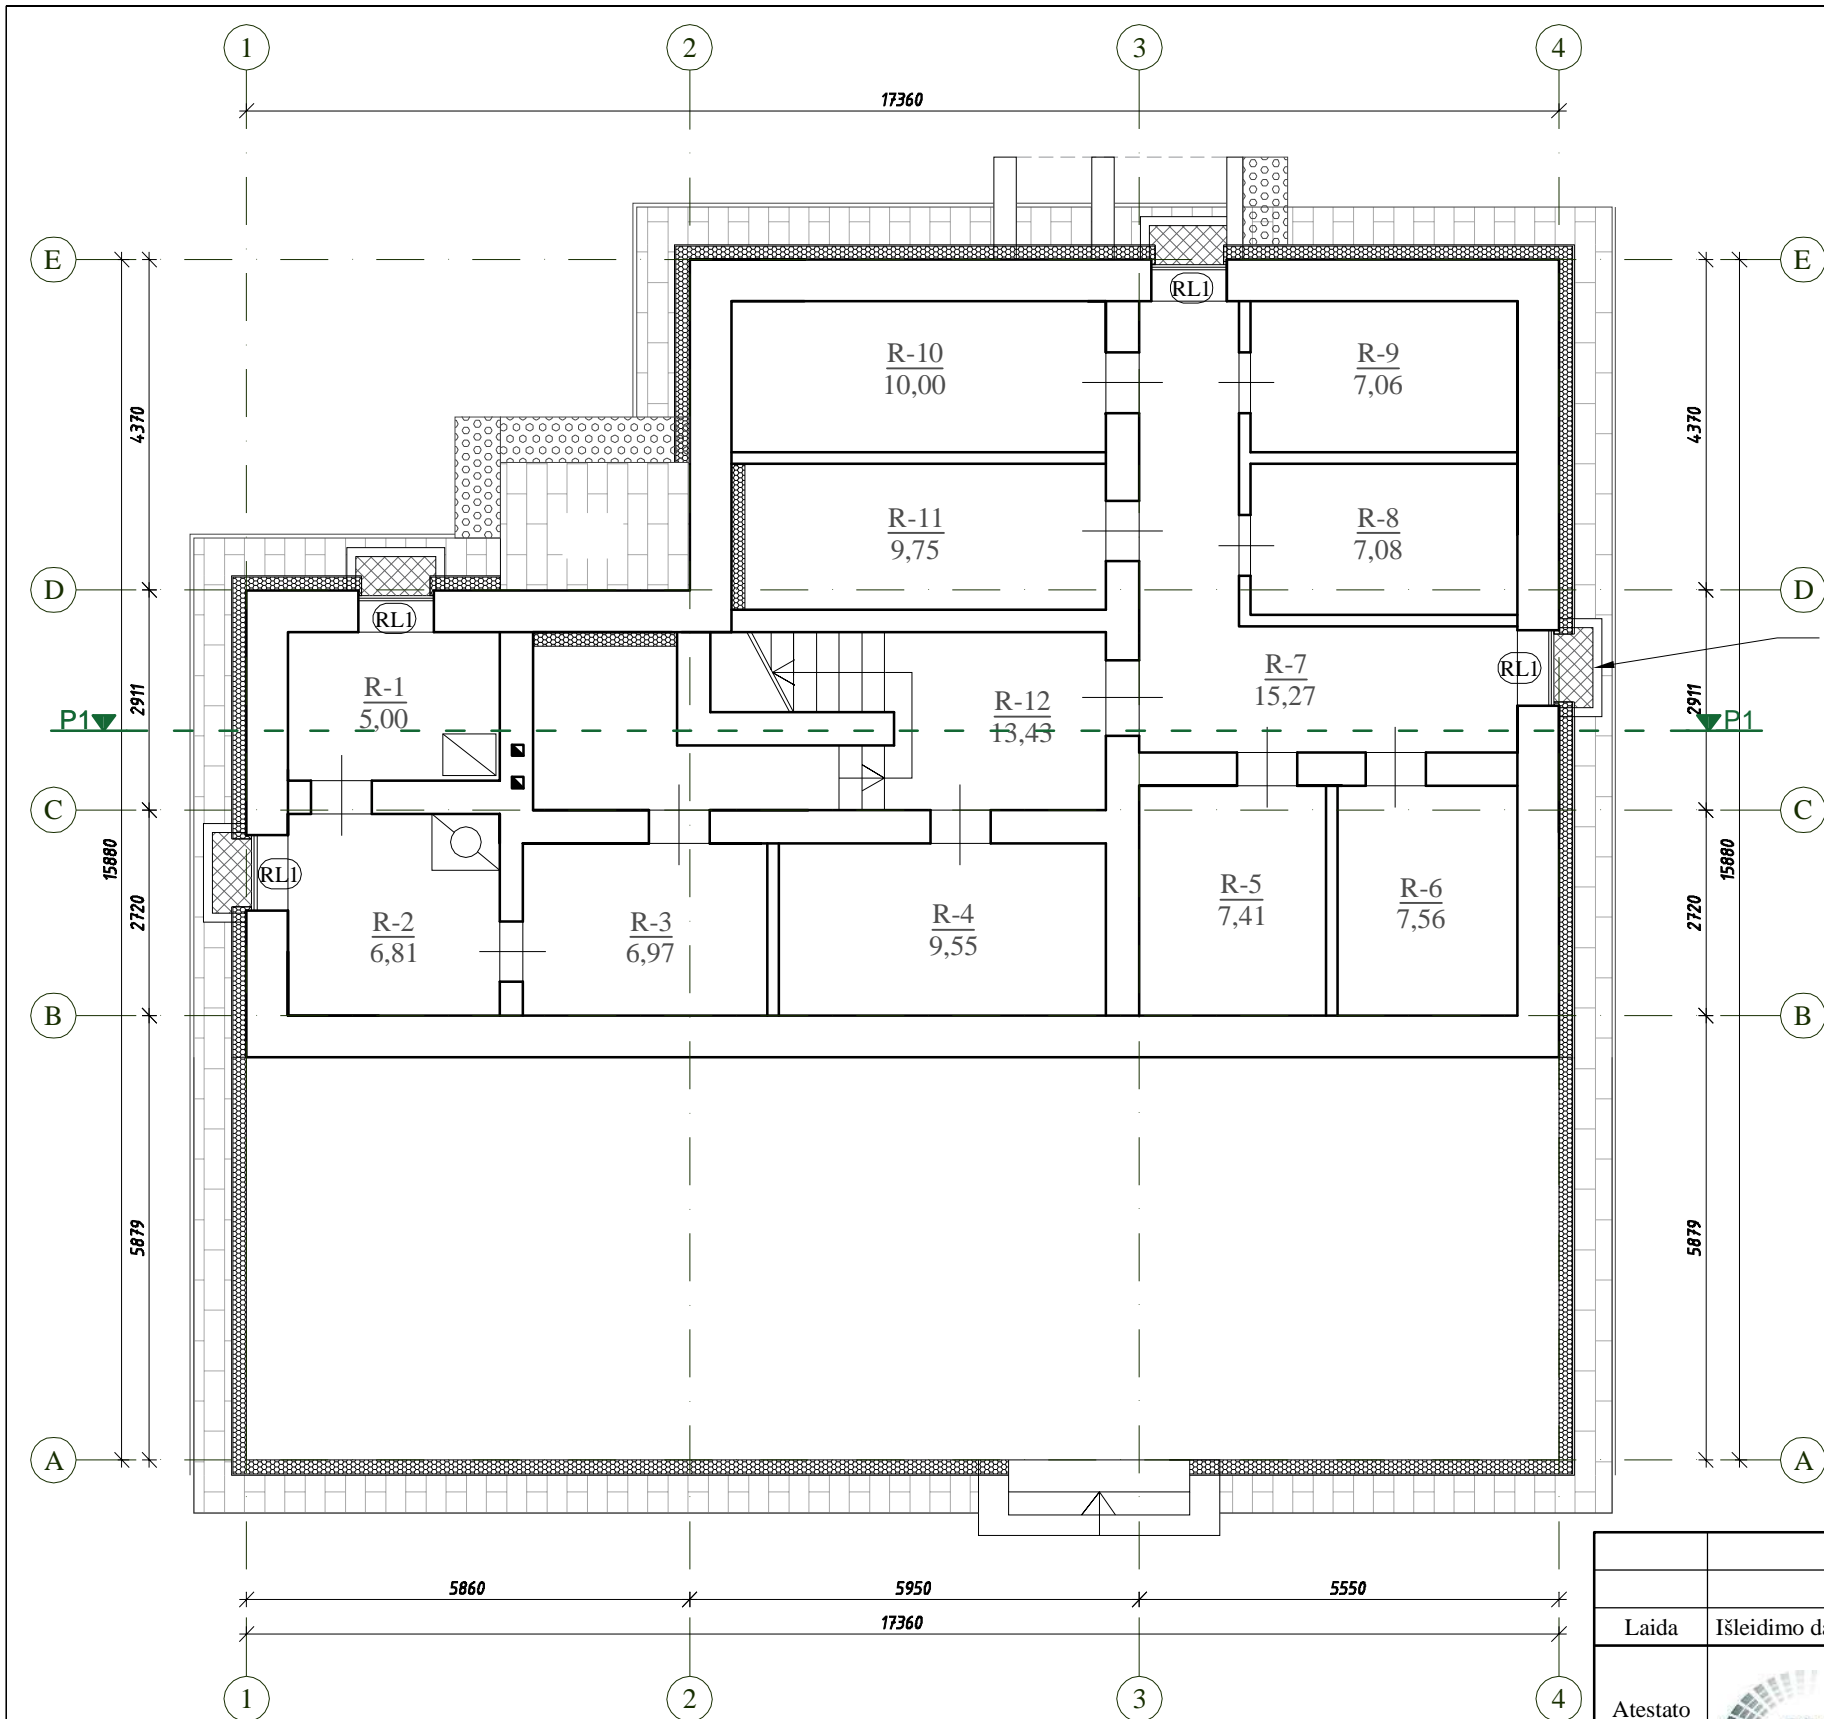 1 2 3 4
17360
E E
RL1
R-10
10,00
R-9
7,06
4370 4370
R-11
9,75
R-8
7,08
D D
RL1
R-1
5,00
2911 2911
R-7
15,27
RL1
R-12
13,43
P1 P1
C C
15880 15880
RL1
R-2
6,81
R-3
6,97
R-4
9,55
R-5
7,41
R-6
7,56
2720 2720
B B
5879 5879
A A
5860 5950 5550
17360
Laida Išleidimo da
1 2 3 4
Atestato